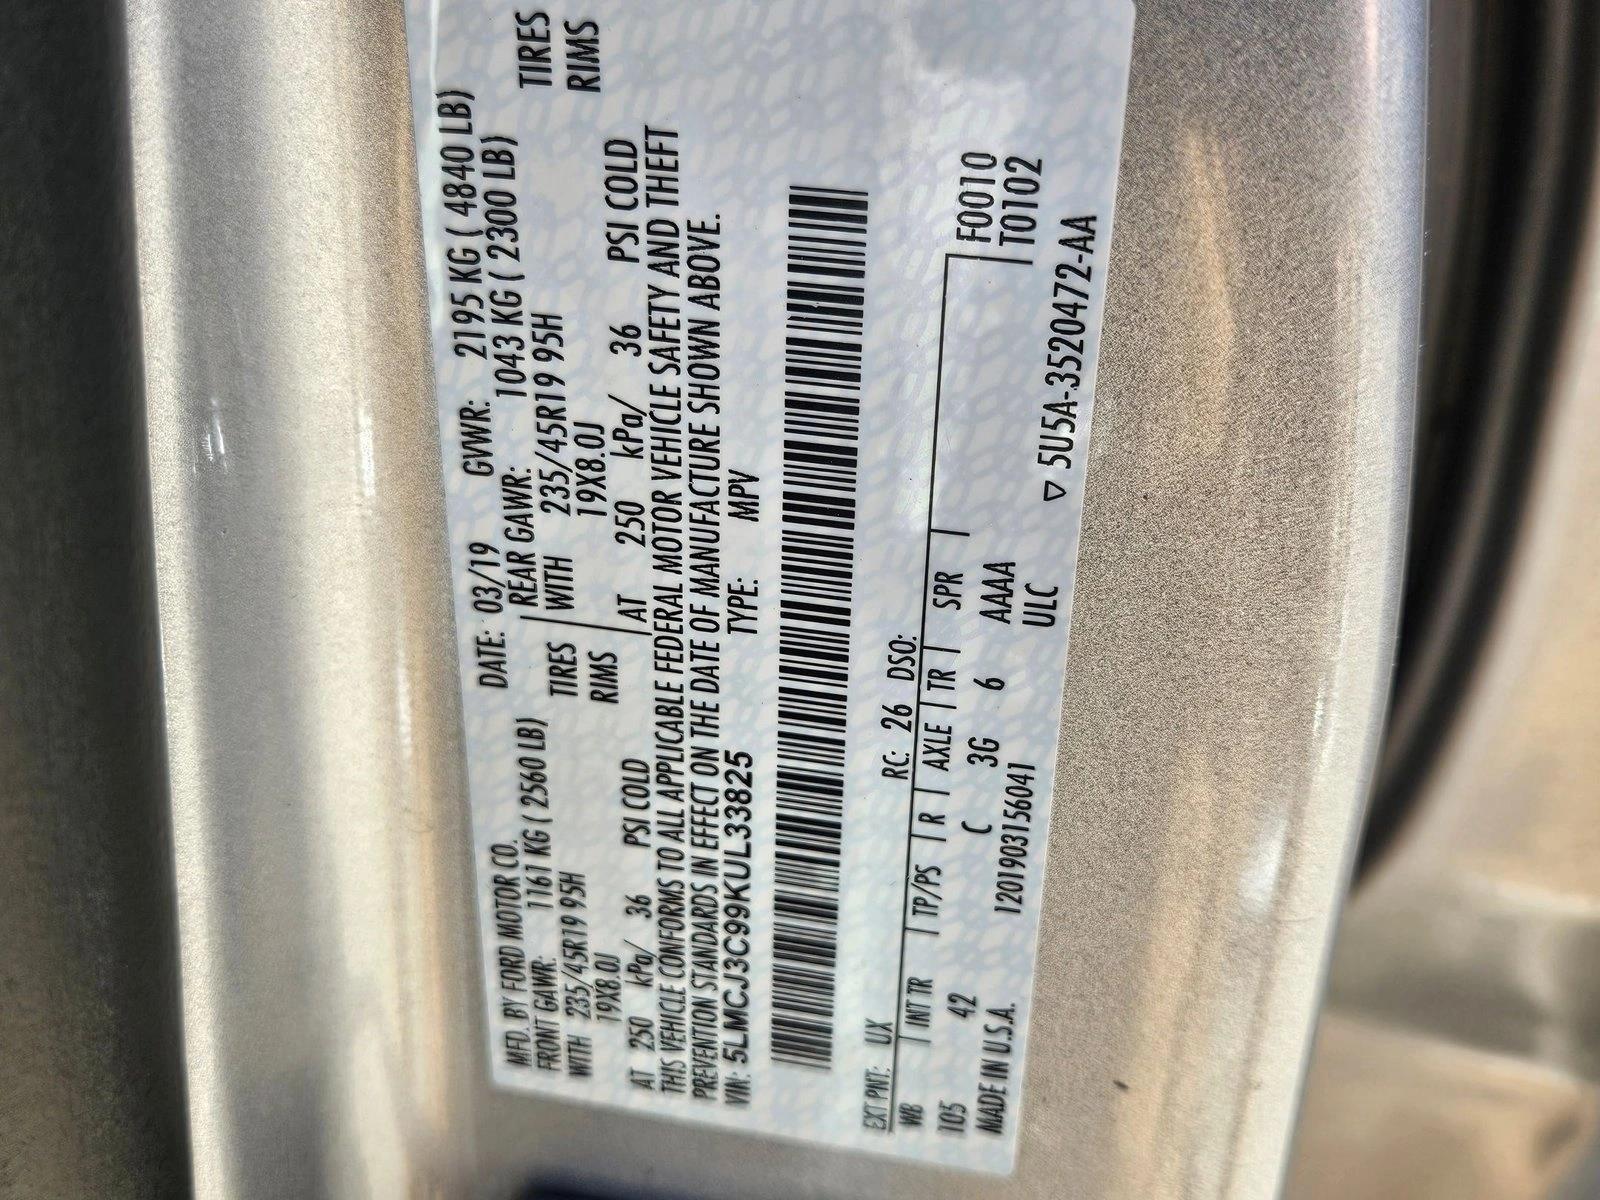 MFD. BY FORD MOTOR CO. DATE: 03/19 GVWR: 2195 KG ( 4840 LB)
FRONT GAWR: 1161 KG ( 2560 LB) REAR GAWR: 1043 KG ( 2300 LB)
WITH 235/45R19 95H TIRES WITH 235/45R19 95H TIRES
19X8.0J RIMS 19X8.0J RIMS
AT 250 kPa/ 36 PSI COLD AT 250 kPa/ 36 PSI COLD
THIS VEHICLE CONFORMS TO ALL APPLICABLE FEDERAL MOTOR VEHICLE SAFETY AND THEFT
PREVENTION STANDARDS IN EFFECT ON THE DATE OF MANUFACTURE SHOWN ABOVE.
VIN: 5LMCJ3C99KUL33825 TYPE: MPV
EXT PNT: UX RC: 26 DSO:
WB INT TR TP/PS R AXLE TR SPR F0010
105 42 C 3G 6 AAAA T0102
MADE IN U.S.A. 1201903156041 ULC
▽ 5U5A-3520472-AA